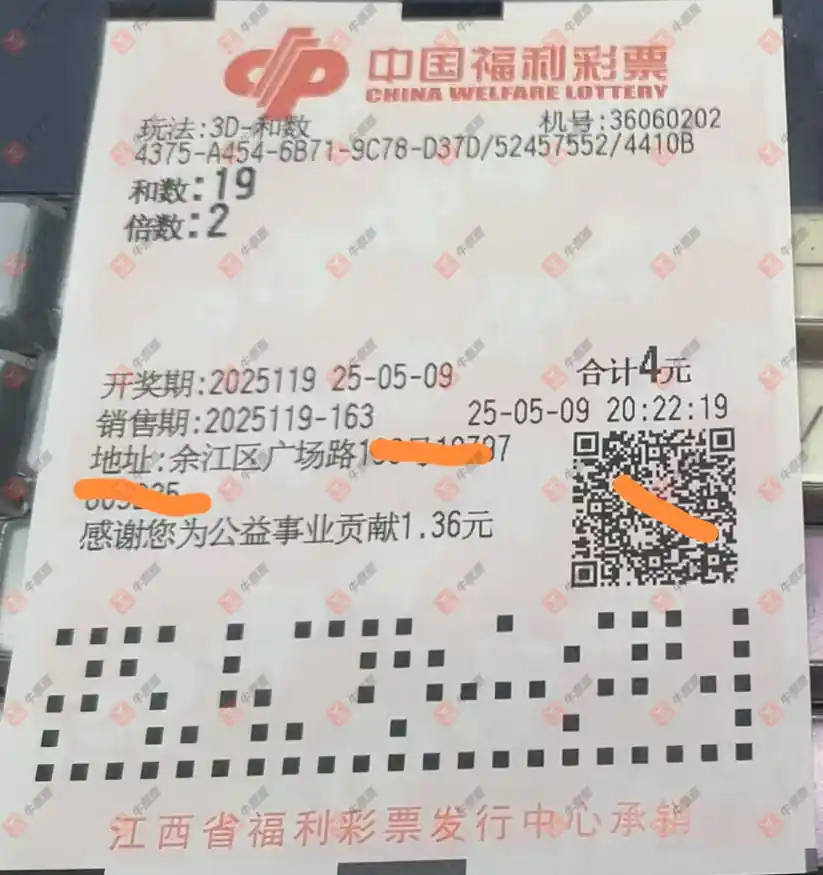 中国福利彩票
CHINA WELFARE LOTTERY
玩法:3D-和数 机号:36060202
4375-A454-6B71-9C78-D37D/52457552/4410B
和数:19
倍数:2
开奖期:2025119 25-05-09 合计4元
销售期:2025119-163 25-05-09 20:22:19
地址:余江区广场路
感谢您为公益事业贡献1.36元
江西省福利彩票发行中心承销